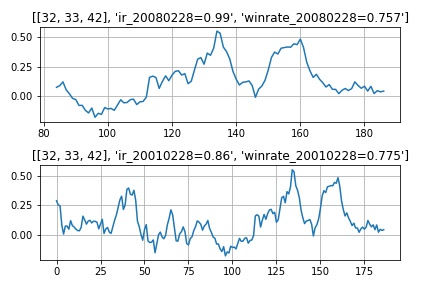 [[32, 33, 42], 'ir_20080228=0.99', 'winrate_20080228=0.757']
0.50
0.25
0.00
80 100 120 140 160 180
[[32, 33, 42], 'ir_20010228=0.86', 'winrate_20010228=0.775']
0.50
0.25
0.00
0 25 50 75 100 125 150 175